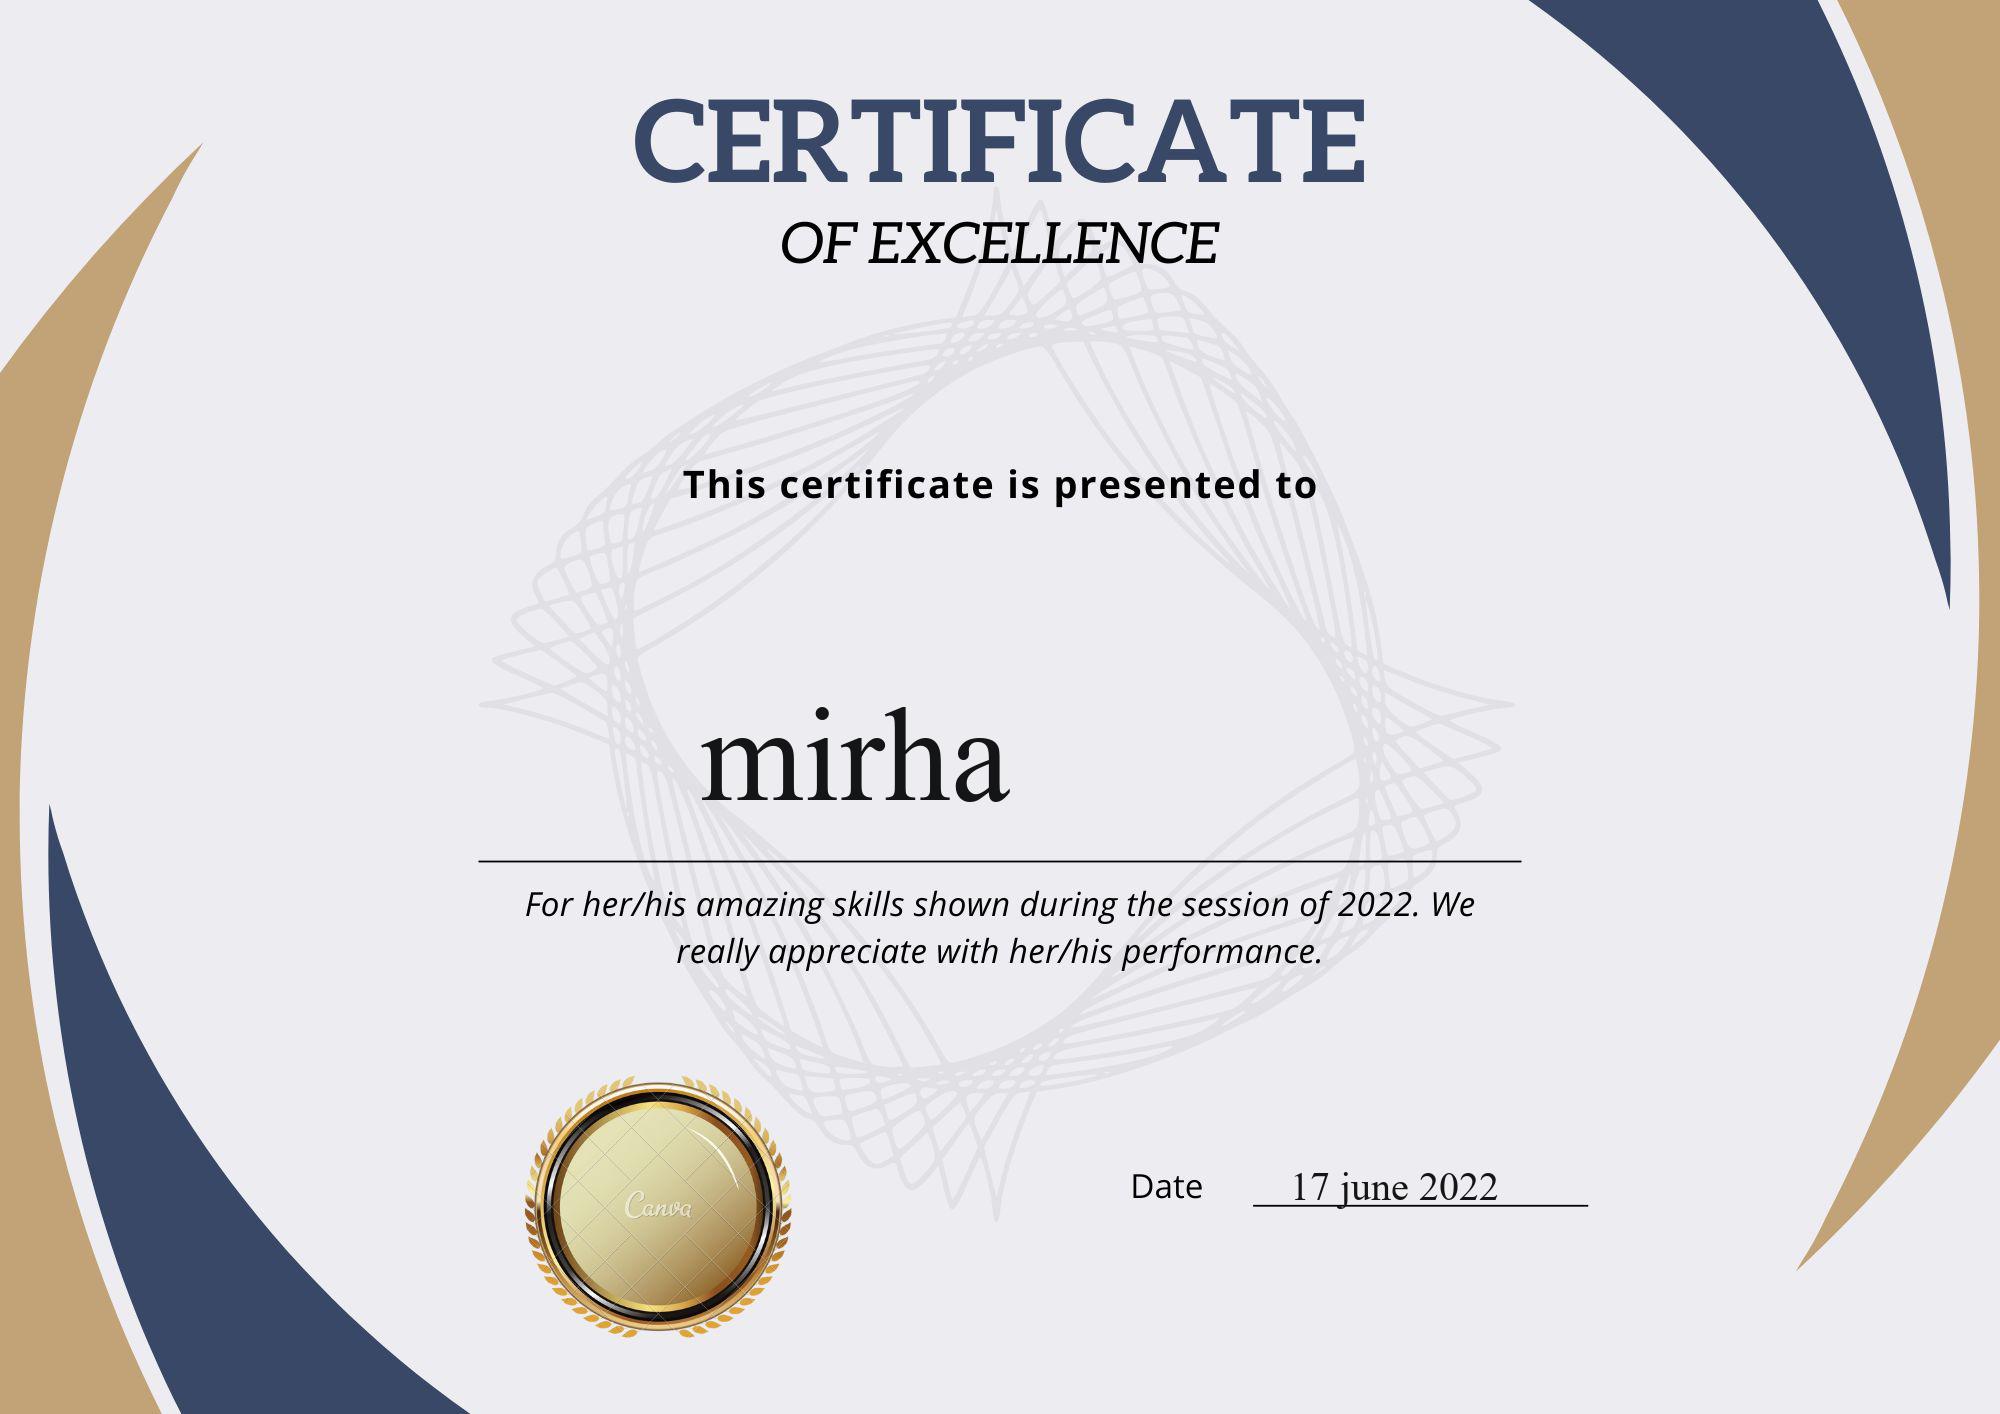 CERTIFICATE
OF EXCELLENCE
This certificate is presented to
mirha
For her/his amazing skills shown during the session of 2022. We
really appreciate with her/his performance.
Canva
Date 17 june 2022